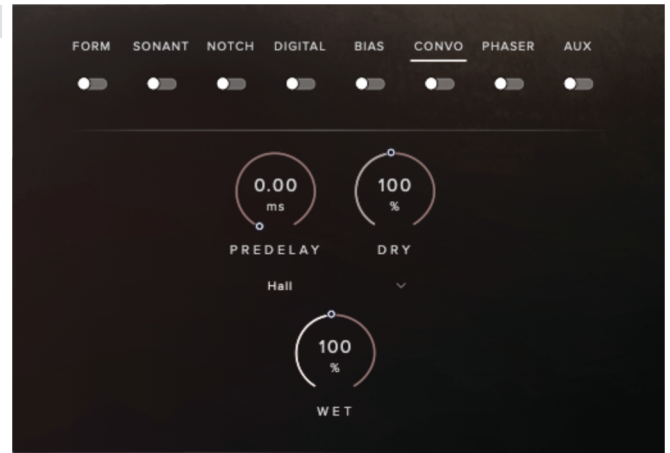 FORM SONANT NOTCH DIGITAL BIAS CONVO PHASER AUX
0.00 100
ms %
PREDELAY DRY
Hall
100
%
WET